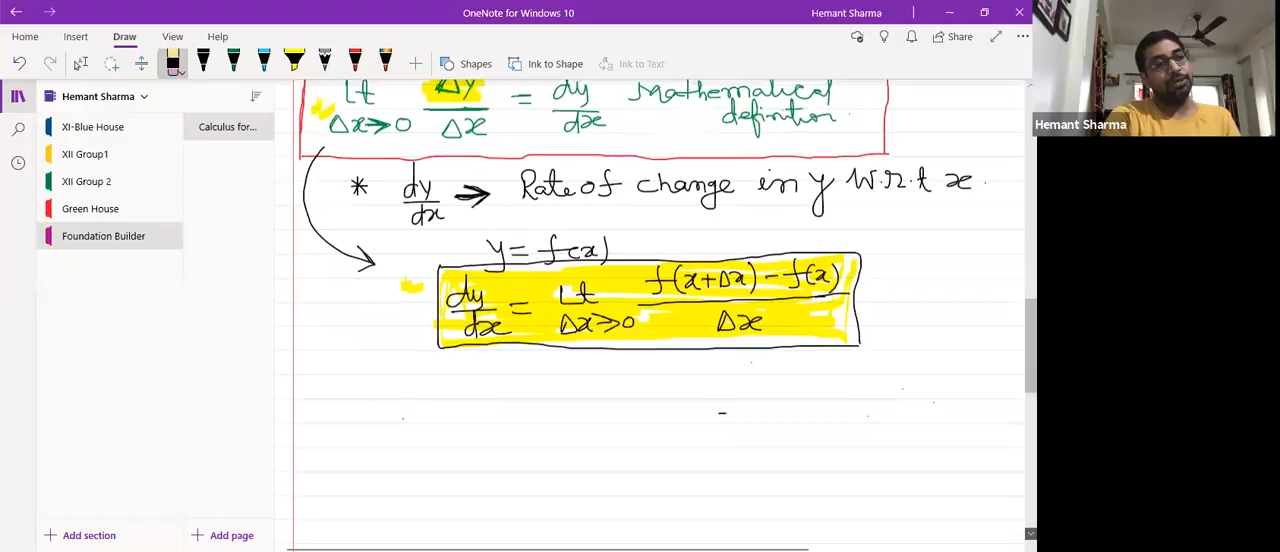 OneNote for Windows 10
Hemant Sharma
Home Insert Draw View Help
Share
Shapes Ink to Shape Ink to Text
Hemant Sharma
XI-Blue House
XII Group1
XII Group 2
Green House
Foundation Builder
Add section
Calculus for...
Add page
Lt Δx→0 Δy/Δx = dy/dx Mathematical definition.
* dy/dx → Rate of change in y w.r.t x.
y = f(x)
dy/dx = Lt Δx→0 f(x+Δx) - f(x) / Δx
Hemant Sharma